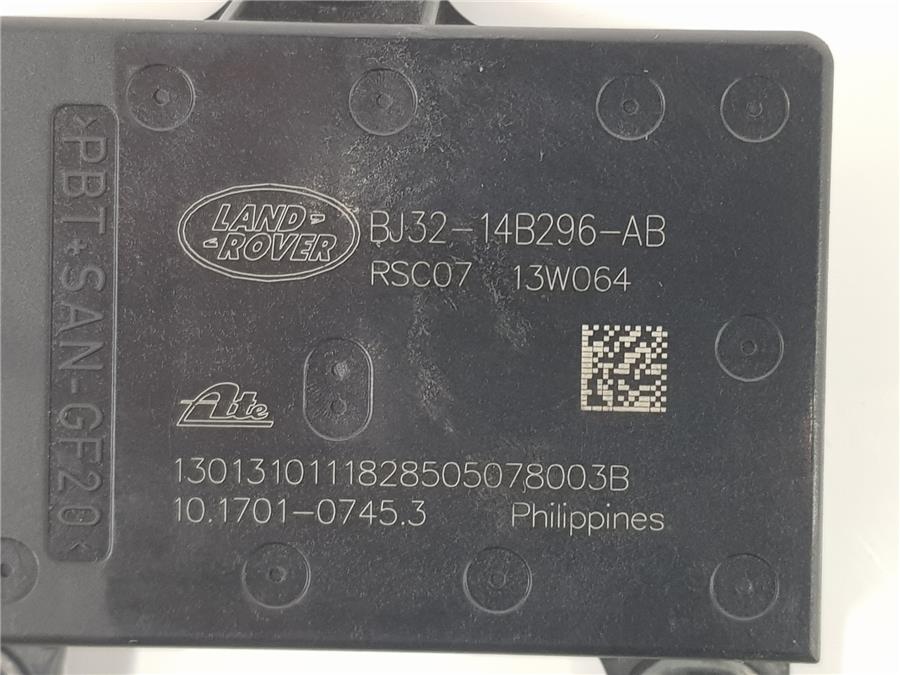 >PBT+SAN-GF20<
LAND-
-ROVER
BJ32-14B296-AB
RSC07 13W064
Ate
1301310111828505078003B
10.1701-0745.3 Philippines